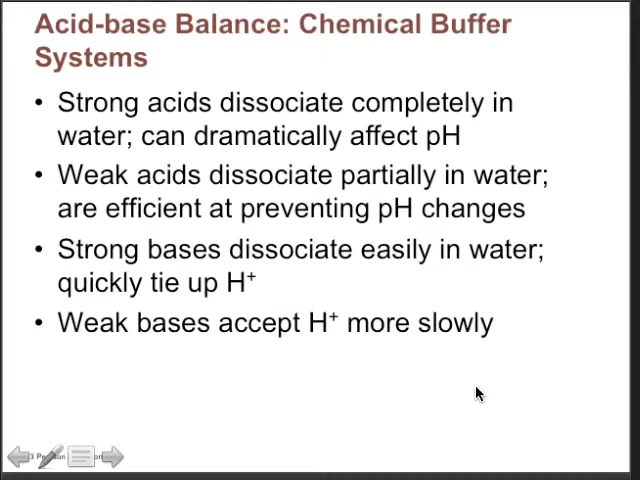 Acid-base Balance: Chemical Buffer
Systems
• Strong acids dissociate completely in
water; can dramatically affect pH
• Weak acids dissociate partially in water;
are efficient at preventing pH changes
• Strong bases dissociate easily in water;
quickly tie up H⁺
• Weak bases accept H⁺ more slowly